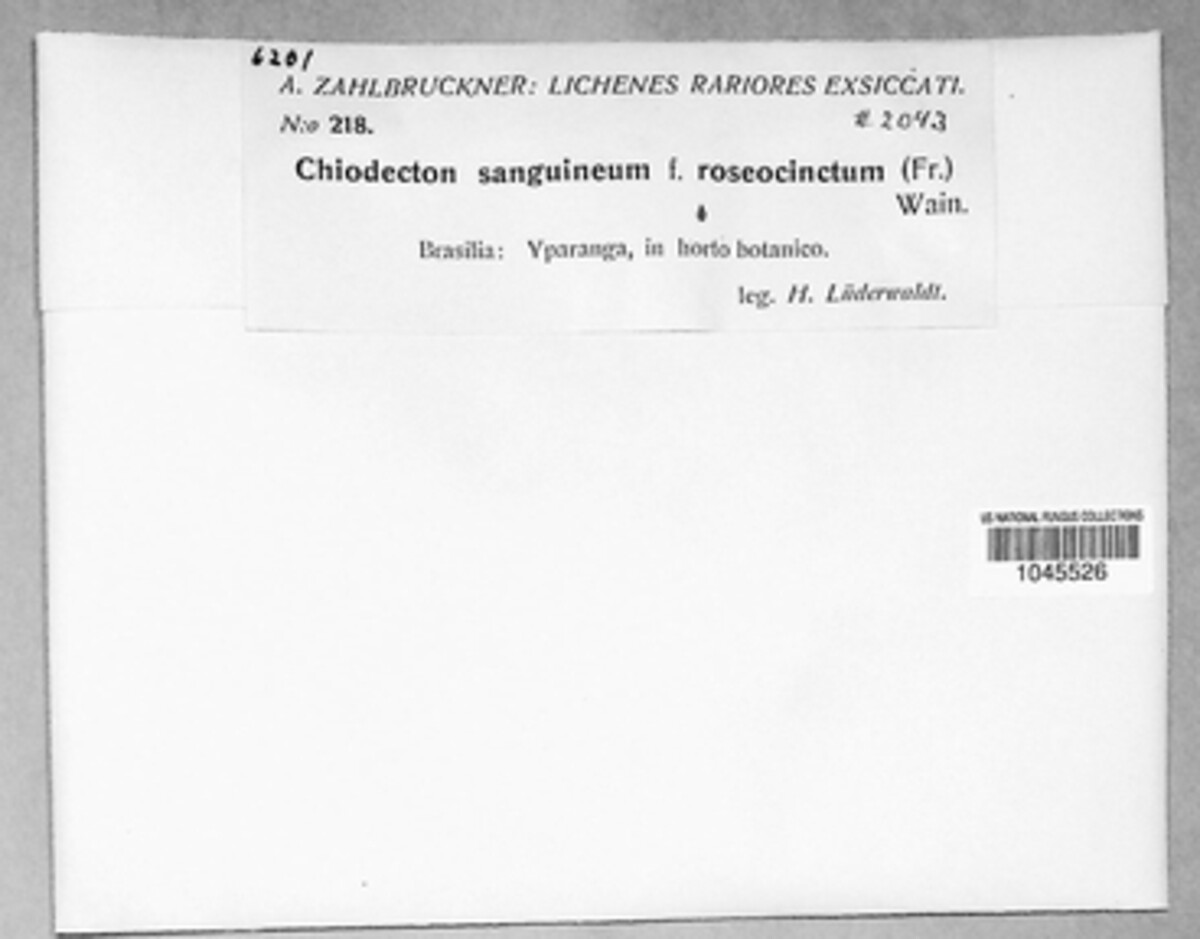 6201
A. ZAHLBRUCKNER: LICHENES RARIORES EXSICCATI.
N:o 218. # 2043
Chiodecton sanguineum f. roseocinctum (Fr.)
Wain.
Brasilia: Yparanga, in horto botanico.
leg. H. Lüderwaldt.
US NATIONAL FUNGUS COLLECTIONS
1045526